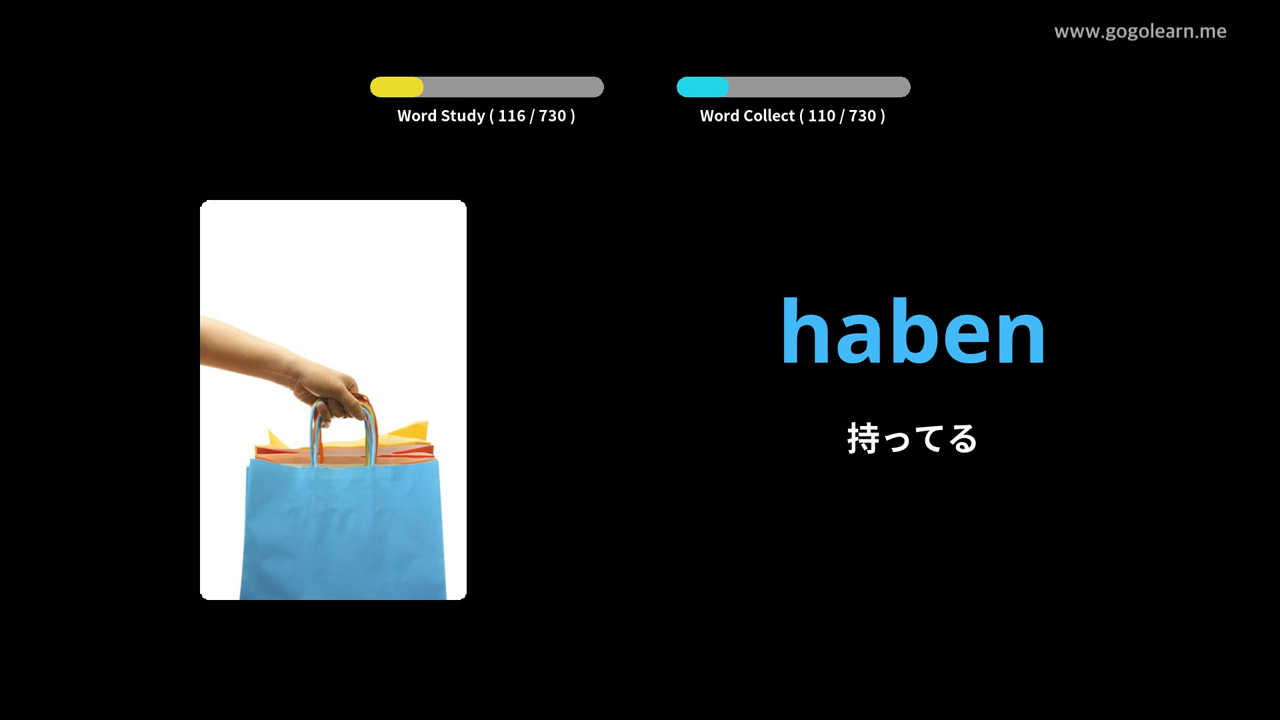 www.gogolearn.me
Word Study ( 116 / 730 )
Word Collect ( 110 / 730 )
haben
持ってる